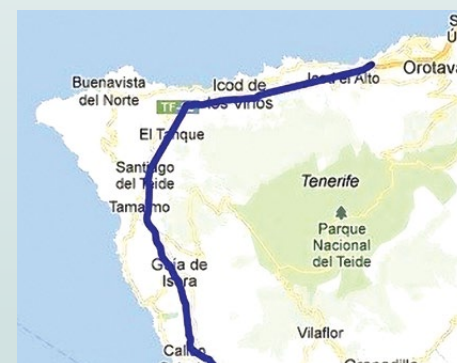 Buenavista
del Norte
Icod de
los Vinos
Icod el Alto
Orotava
TF-
El Tanque
Santiago
del Teide
Tamaimo
Tenerife
Parque
Nacional
del Teide
Guía de
Isora
Vilaflor
Callao